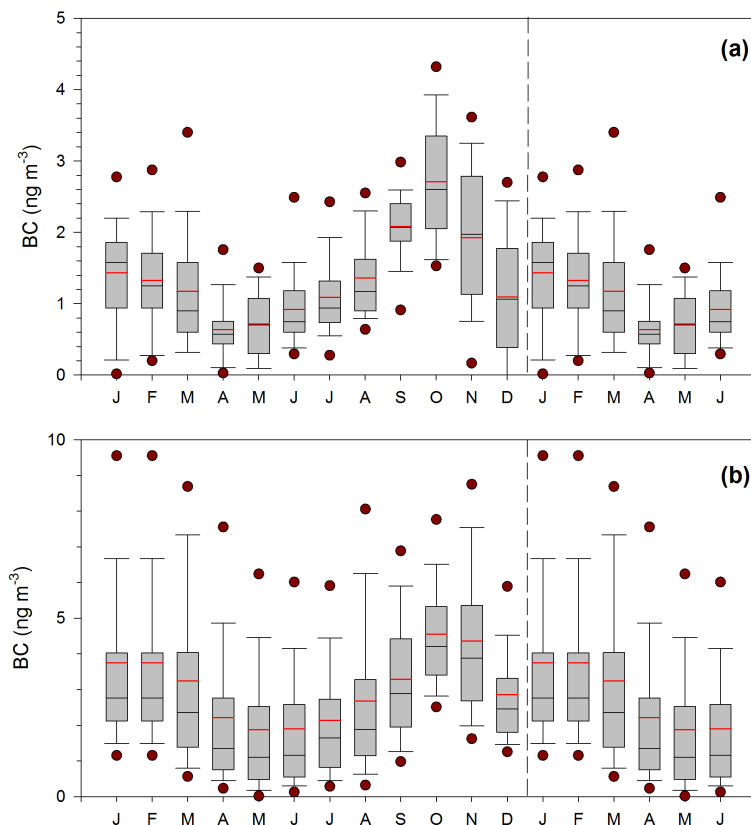 5
(a)
4
3
BC (ng m⁻³)
2
1
0
J F M A M J J A S O N D J F M A M J
10
(b)
BC (ng m⁻³)
5
0
J F M A M J J A S O N D J F M A M J